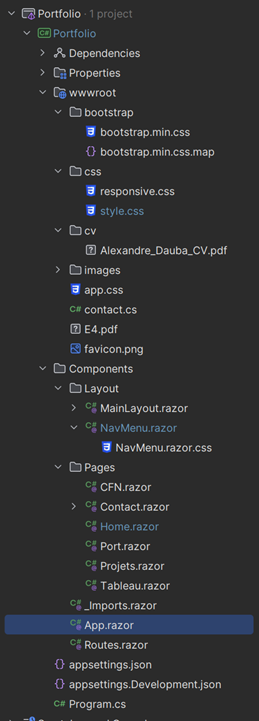 Portfolio · 1 project
C# Portfolio
Dependencies
Properties
wwwroot
bootstrap
bootstrap.min.css
{} bootstrap.min.css.map
css
responsive.css
style.css
cv
? Alexandre_Dauba_CV.pdf
images
app.css
C# contact.cs
? E4.pdf
favicon.png
Components
Layout
C# MainLayout.razor
C# NavMenu.razor
NavMenu.razor.css
Pages
C# CFN.razor
C# Contact.razor
C# Home.razor
C# Port.razor
C# Projets.razor
C# Tableau.razor
C# _Imports.razor
C# App.razor
C# Routes.razor
{} appsettings.json
{} appsettings.Development.json
C# Program.cs